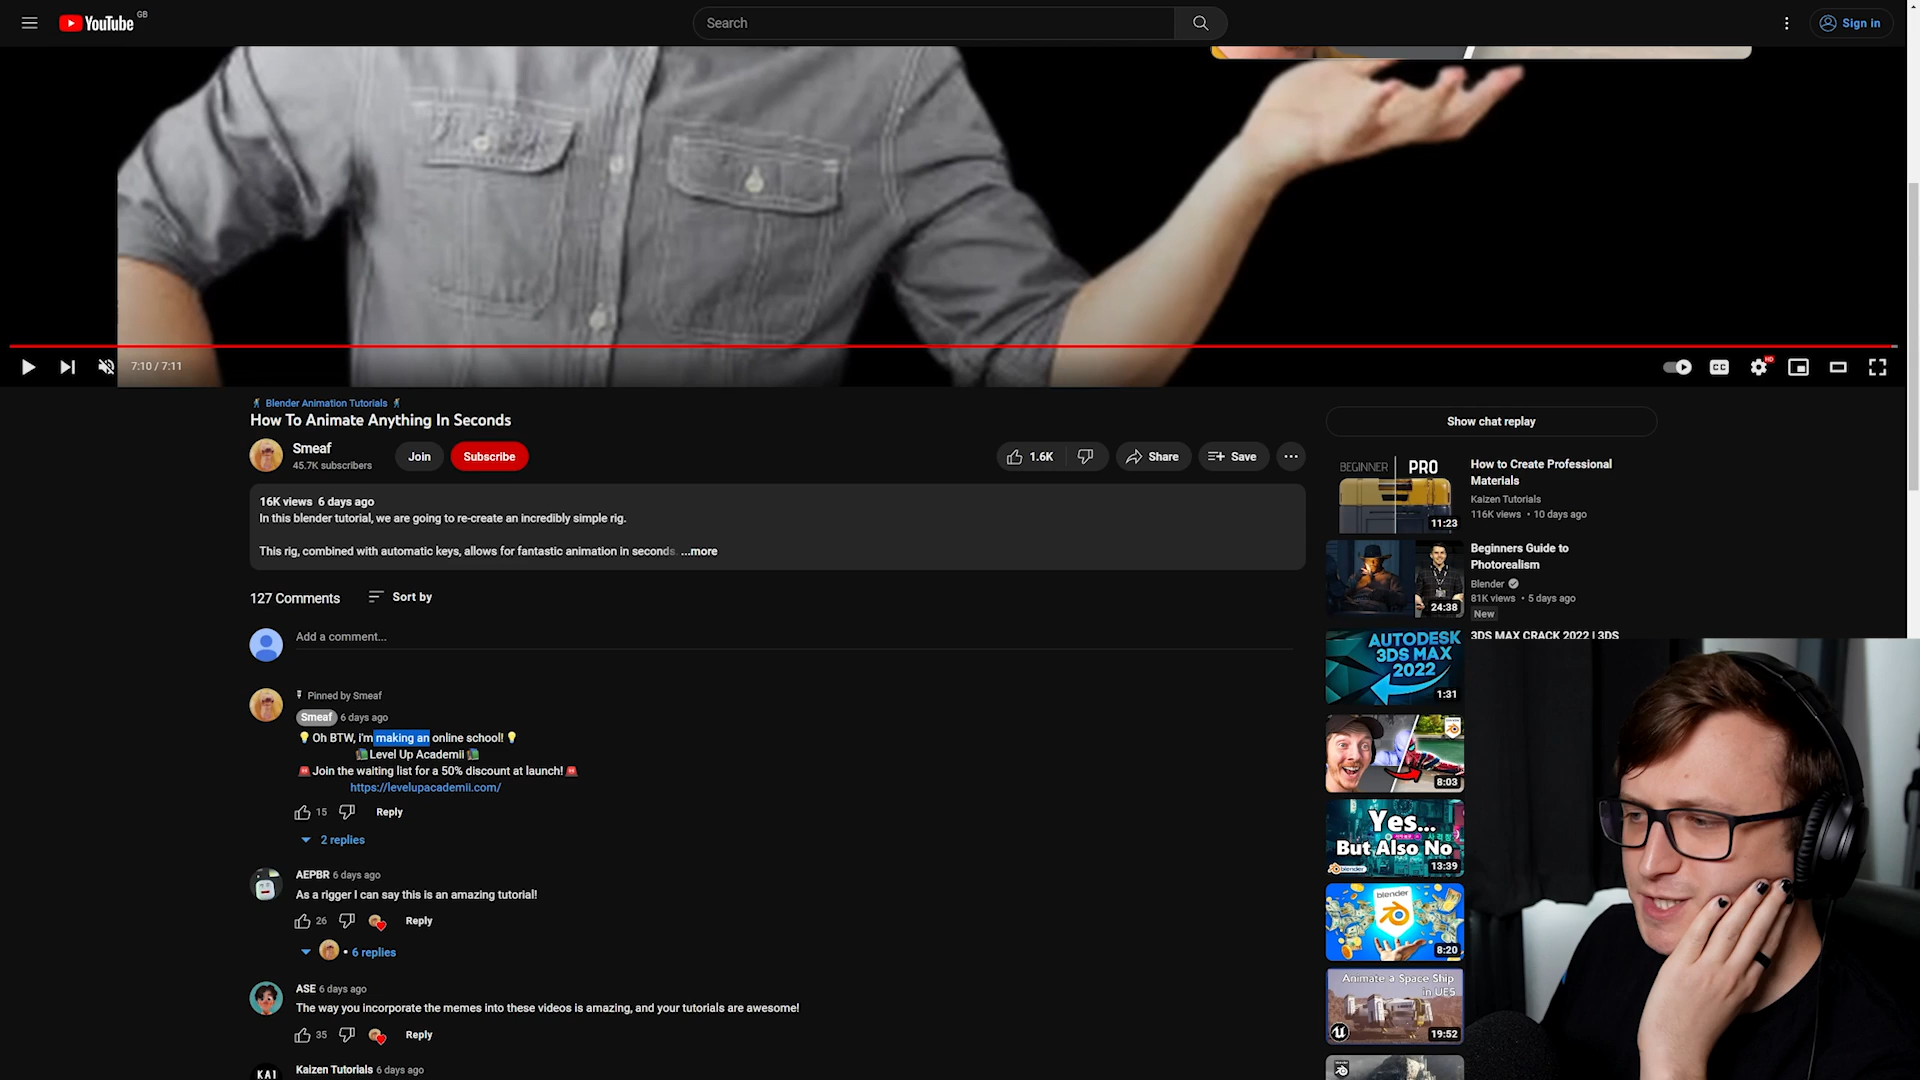 YouTube GB
Search
Sign in
7:10 / 7:11
CC
HD
Blender Animation Tutorials
How To Animate Anything In Seconds
Smeaf
45.7K subscribers
Join
Subscribe
1.6K
Share
Save
16K views 6 days ago
In this blender tutorial, we are going to re-create an incredibly simple rig.
This rig, combined with automatic keys, allows for fantastic animation in seconds. ...more
127 Comments
Sort by
Add a comment...
Pinned by Smeaf
Smeaf 6 days ago
💡Oh BTW, i'm making an online school! 💡
Level Up Academii
🚨Join the waiting list for a 50% discount at launch!🚨
https://levelupacademii.com/
15
Reply
2 replies
AEPBR 6 days ago
As a rigger I can say this is an amazing tutorial!
26
Reply
• 6 replies
ASE 6 days ago
The way you incorporate the memes into these videos is amazing, and your tutorials are awesome!
35
Reply
KAI
Kaizen Tutorials 6 days ago
Show chat replay
BEGINNER PRO
11:23
How to Create Professional
Materials
Kaizen Tutorials
116K views • 10 days ago
24:38
Beginners Guide to
Photorealism
Blender
81K views • 5 days ago
New
AUTODESK
3DS MAX
2022
1:31
3DS MAX CRACK 2022 | 3DS
8:03
Yes...
But Also No
blender
13:39
blender
8:20
Animate a Space Ship
in UE5
19:52